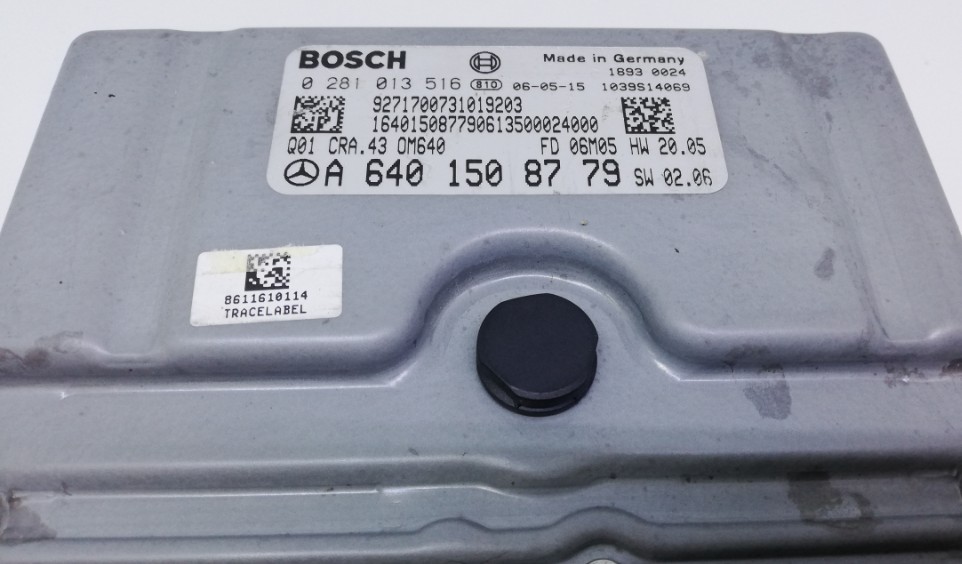 BOSCH Made in Germany
1893 0024
0 281 013 516 810 06-05-15 1039S14069
9271700731019203
164015087790613500024000
Q01 CRA.43 OM640 FD 06M05 HW 20.05
A 640 150 87 79 SW 02.06
8611610114
TRACELABEL